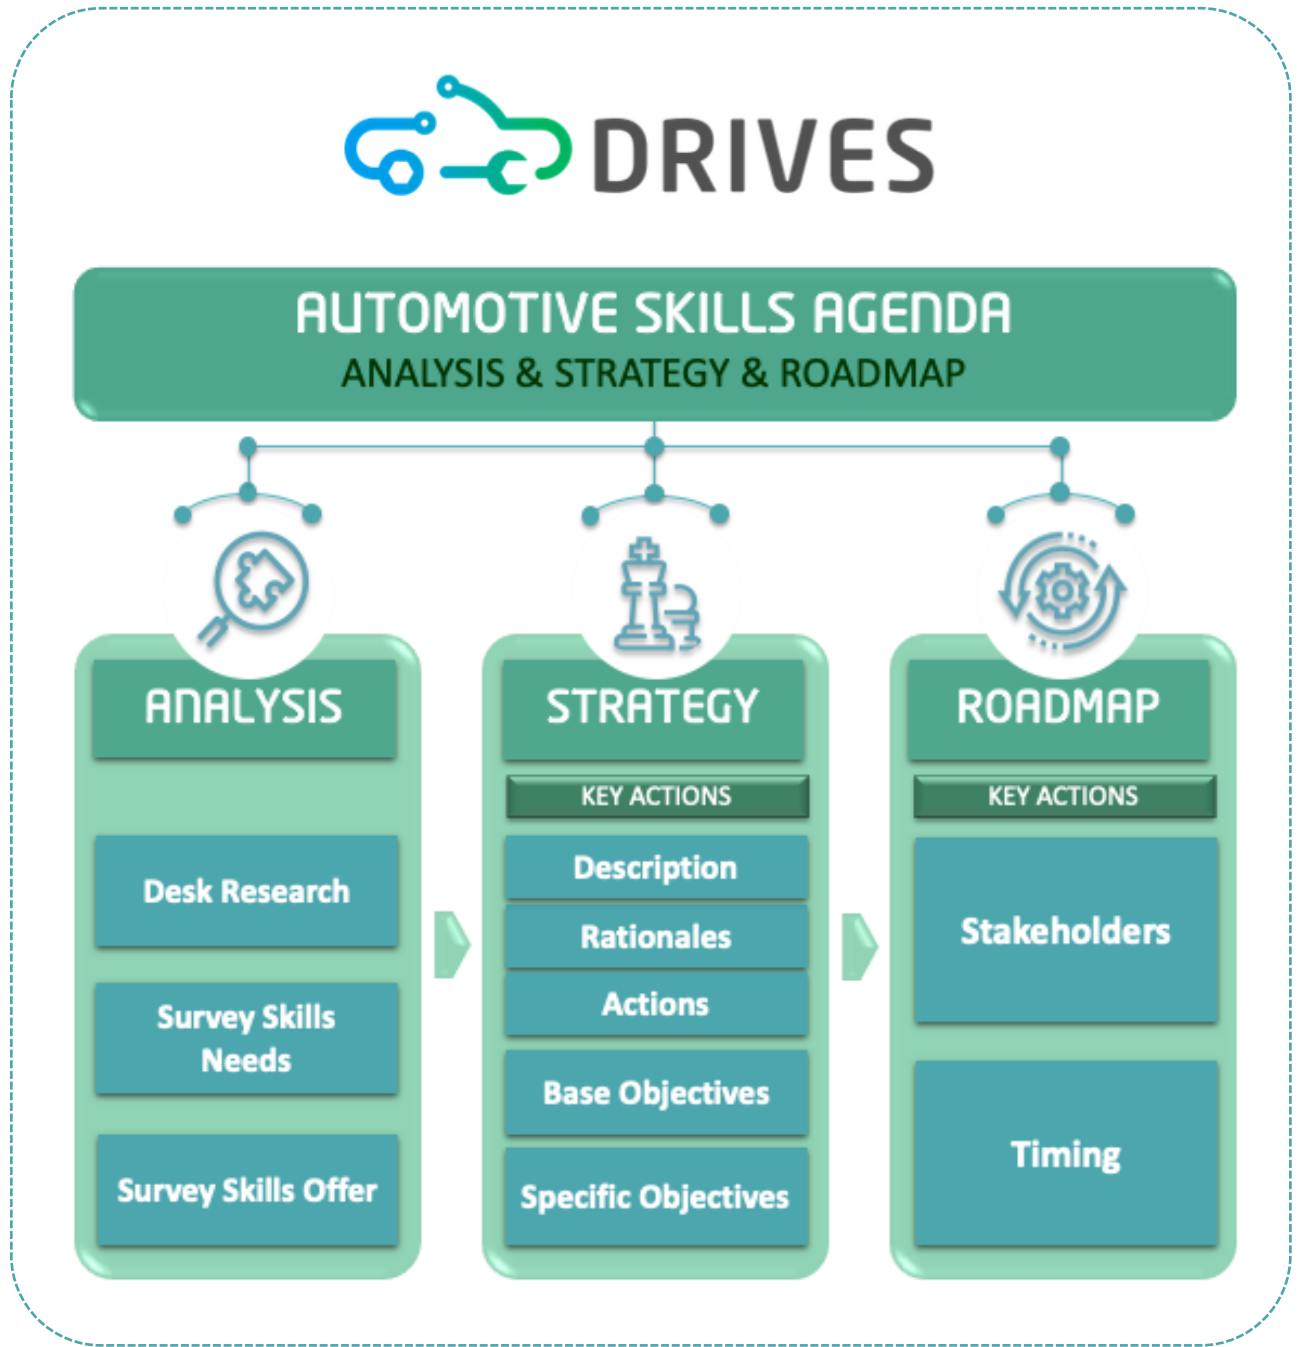 DRIVES
AUTOMOTIVE SKILLS AGENDA
ANALYSIS & STRATEGY & ROADMAP
ANALYSIS
Desk Research
Survey Skills
Needs
Survey Skills Offer
STRATEGY
KEY ACTIONS
Description
Rationales
Actions
Base Objectives
Specific Objectives
ROADMAP
KEY ACTIONS
Stakeholders
Timing